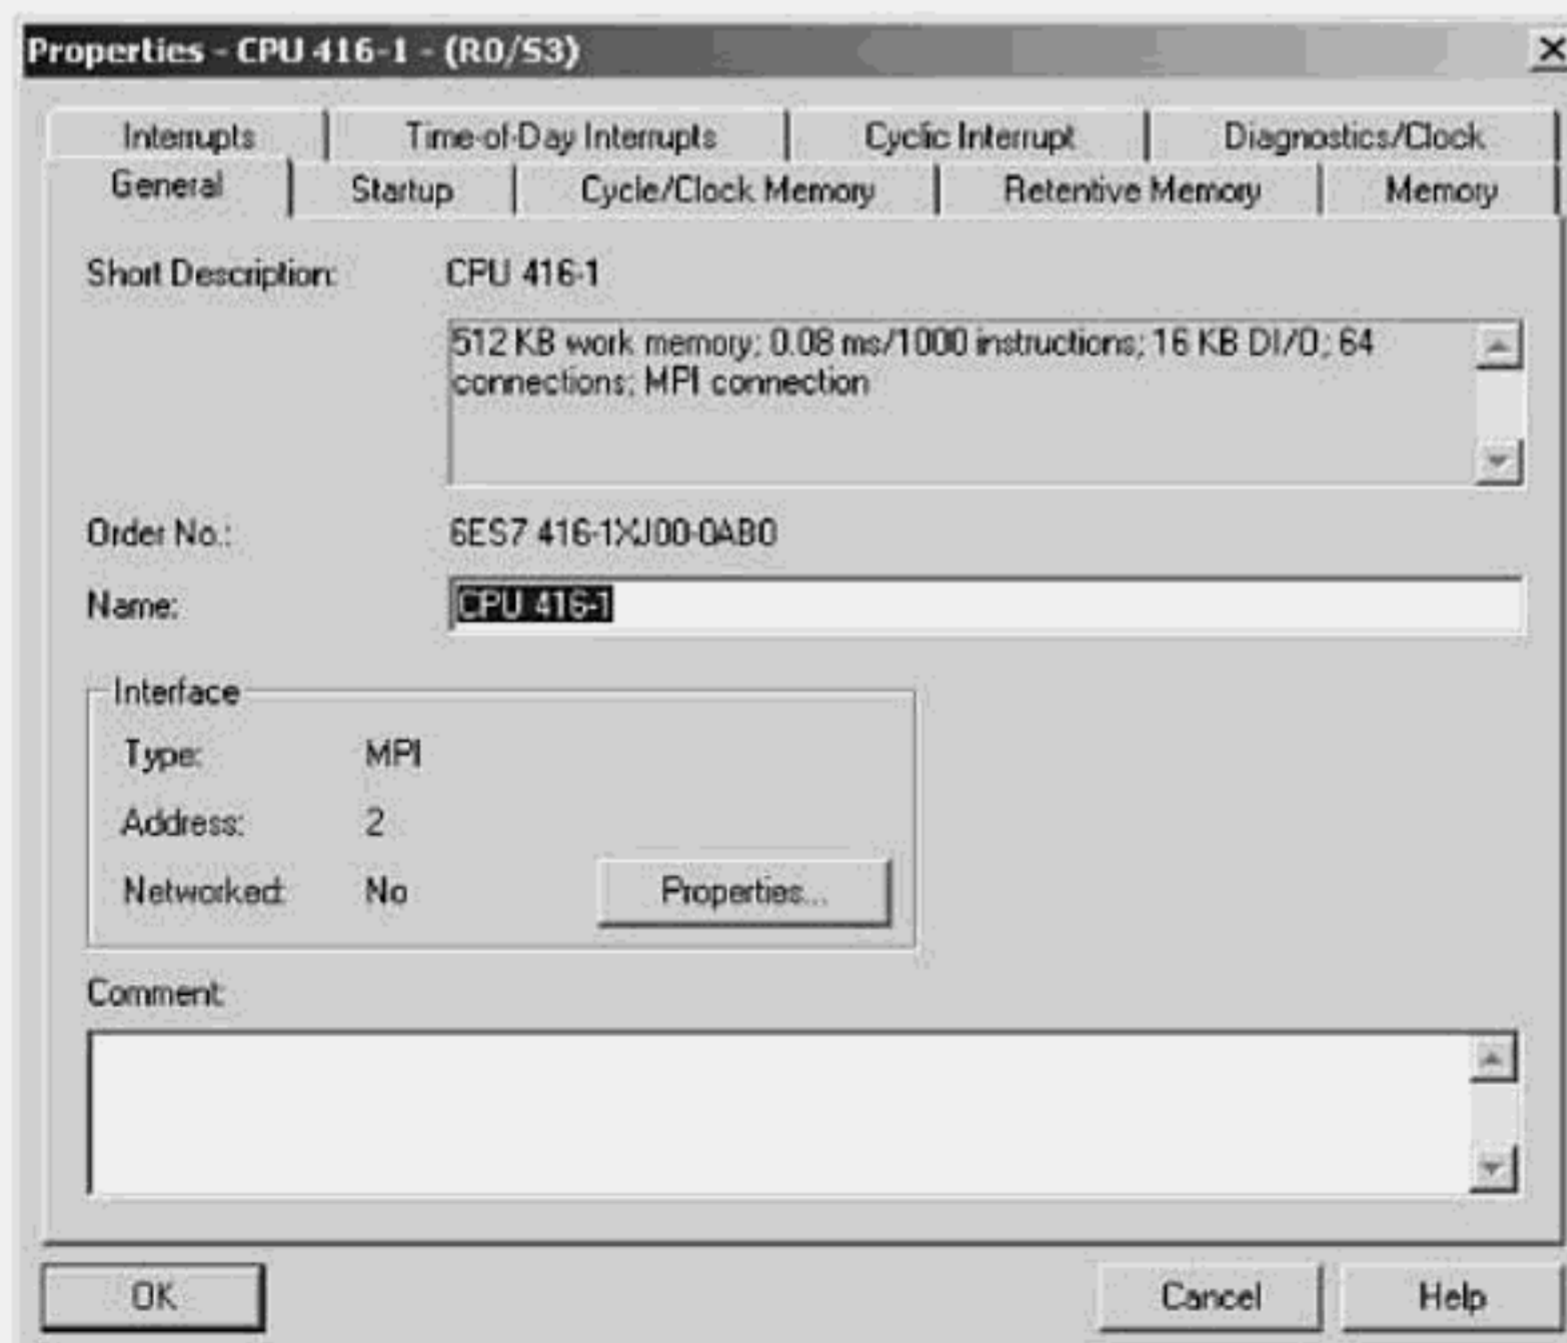 Properties - CPU 416-1 - (R0/S3)
Interrupts Time-of-Day Interrupts Cyclic Interrupt Diagnostics/Clock
General Startup Cycle/Clock Memory Retentive Memory Memory
Short Description: CPU 416-1
512 KB work memory; 0.08 ms/1000 instructions; 16 KB DI/O; 64
connections; MPI connection
Order No.: 6ES7 416-1XJ00-0AB0
Name: CPU 416-1
Interface
Type: MPI
Address: 2
Networked: No Properties...
Comment:
OK Cancel Help